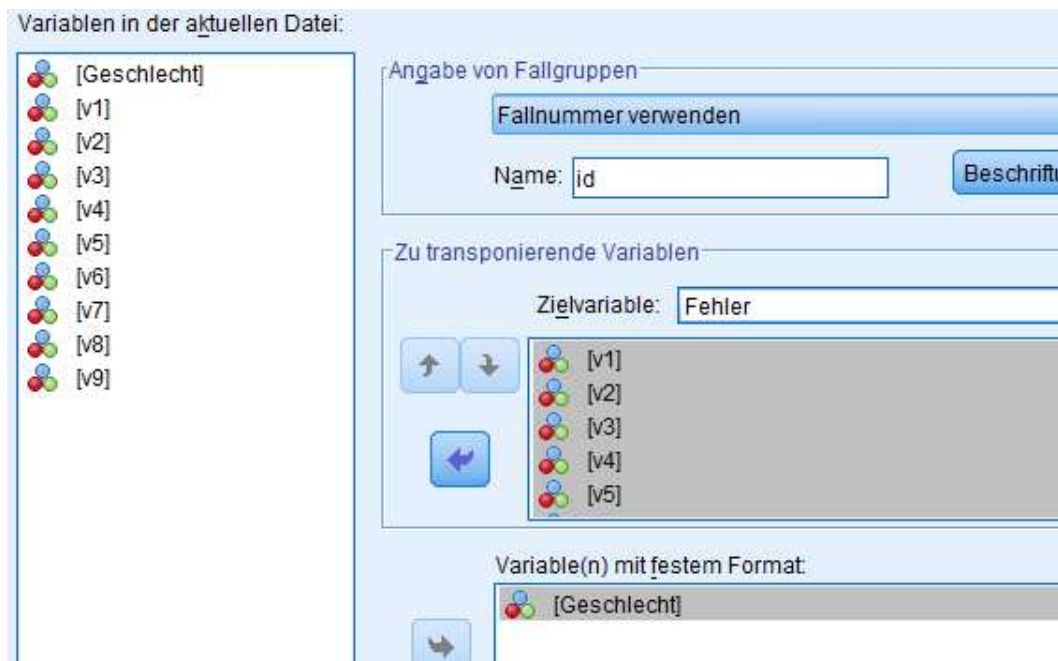 Variablen in der aktuellen Datei:
[Geschlecht]
[v1]
[v2]
[v3]
[v4]
[v5]
[v6]
[v7]
[v8]
[v9]
Angabe von Fallgruppen
Fallnummer verwenden
Name: id
Beschriftu
Zu transponierende Variablen
Zielvariable: Fehler
[v1]
[v2]
[v3]
[v4]
[v5]
Variable(n) mit festem Format:
[Geschlecht]